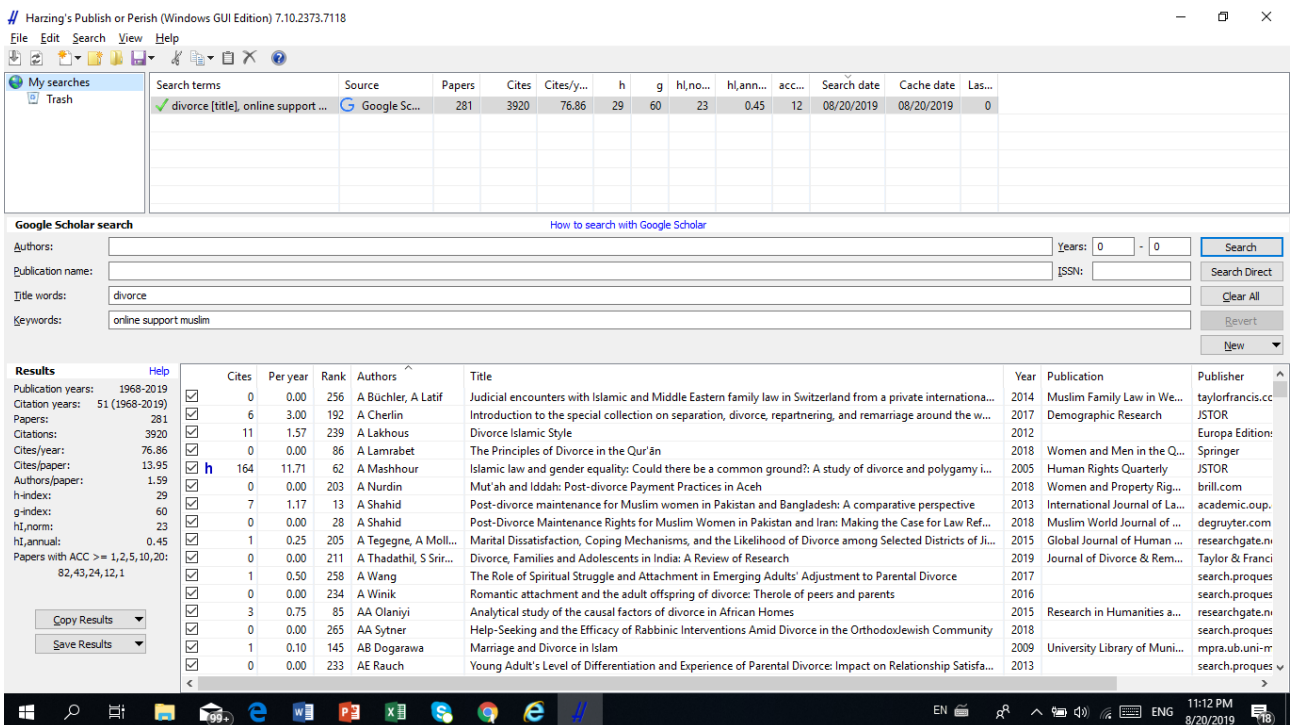 Harzing's Publish or Perish (Windows GUI Edition) 7.10.2373.7118
File Edit Search View Help
My searches
Trash
Search terms Source Papers Cites Cites/y... h g hI,no... hI,ann... acc... Search date Cache date Las...
divorce [title], online support ... Google Sc... 281 3920 76.86 29 60 23 0.45 12 08/20/2019 08/20/2019 0
Google Scholar search How to search with Google Scholar
Authors: Years: 0 - 0 Search
Publication name: ISSN: Search Direct
Title words: divorce Clear All
Keywords: online support muslim Revert
New
Results Help
Publication years: 1968-2019
Citation years: 51 (1968-2019)
Papers: 281
Citations: 3920
Cites/year: 76.86
Cites/paper: 13.95
Authors/paper: 1.59
h-index: 29
g-index: 60
hI,norm: 23
hI,annual: 0.45
Papers with ACC >= 1,2,5,10,20:
82,43,24,12,1
Copy Results
Save Results
Cites Per year Rank Authors Title Year Publication Publisher
0 0.00 256 A Büchler, A Latif Judicial encounters with Islamic and Middle Eastern family law in Switzerland from a private internationa... 2014 Muslim Family Law in We... taylorfrancis.cc
6 3.00 192 A Cherlin Introduction to the special collection on separation, divorce, repartnering, and remarriage around the w... 2017 Demographic Research JSTOR
11 1.57 239 A Lakhous Divorce Islamic Style 2012 Europa Editions
0 0.00 86 A Lamrabet The Principles of Divorce in the Qur'ān 2018 Women and Men in the Q... Springer
h 164 11.71 62 A Mashhour Islamic law and gender equality: Could there be a common ground?: A study of divorce and polygamy i... 2005 Human Rights Quarterly JSTOR
0 0.00 203 A Nurdin Mut'ah and Iddah: Post-divorce Payment Practices in Aceh 2018 Women and Property Rig... brill.com
7 1.17 13 A Shahid Post-divorce maintenance for Muslim women in Pakistan and Bangladesh: A comparative perspective 2013 International Journal of La... academic.oup.
0 0.00 28 A Shahid Post-Divorce Maintenance Rights for Muslim Women in Pakistan and Iran: Making the Case for Law Ref... 2018 Muslim World Journal of ... degruyter.com
1 0.25 205 A Tegegne, A Moll... Marital Dissatisfaction, Coping Mechanisms, and the Likelihood of Divorce among Selected Districts of Ji... 2015 Global Journal of Human ... researchgate.ne
0 0.00 211 A Thadathil, S Srir... Divorce, Families and Adolescents in India: A Review of Research 2019 Journal of Divorce & Rem... Taylor & Franci
1 0.50 258 A Wang The Role of Spiritual Struggle and Attachment in Emerging Adults' Adjustment to Parental Divorce 2017 search.proques
0 0.00 234 A Winik Romantic attachment and the adult offspring of divorce: Therole of peers and parents 2016 search.proques
3 0.75 85 AA Olaniyi Analytical study of the causal factors of divorce in African Homes 2015 Research in Humanities a... researchgate.ne
0 0.00 265 AA Sytner Help-Seeking and the Efficacy of Rabbinic Interventions Amid Divorce in the OrthodoxJewish Community 2018 search.proques
1 0.10 145 AB Dogarawa Marriage and Divorce in Islam 2009 University Library of Muni... mpra.ub.uni-m
0 0.00 233 AE Rauch Young Adult's Level of Differentiation and Experience of Parental Divorce: Impact on Relationship Satisfa... 2013 search.proques
99+ EN ENG 11:12 PM
8/20/2019 18